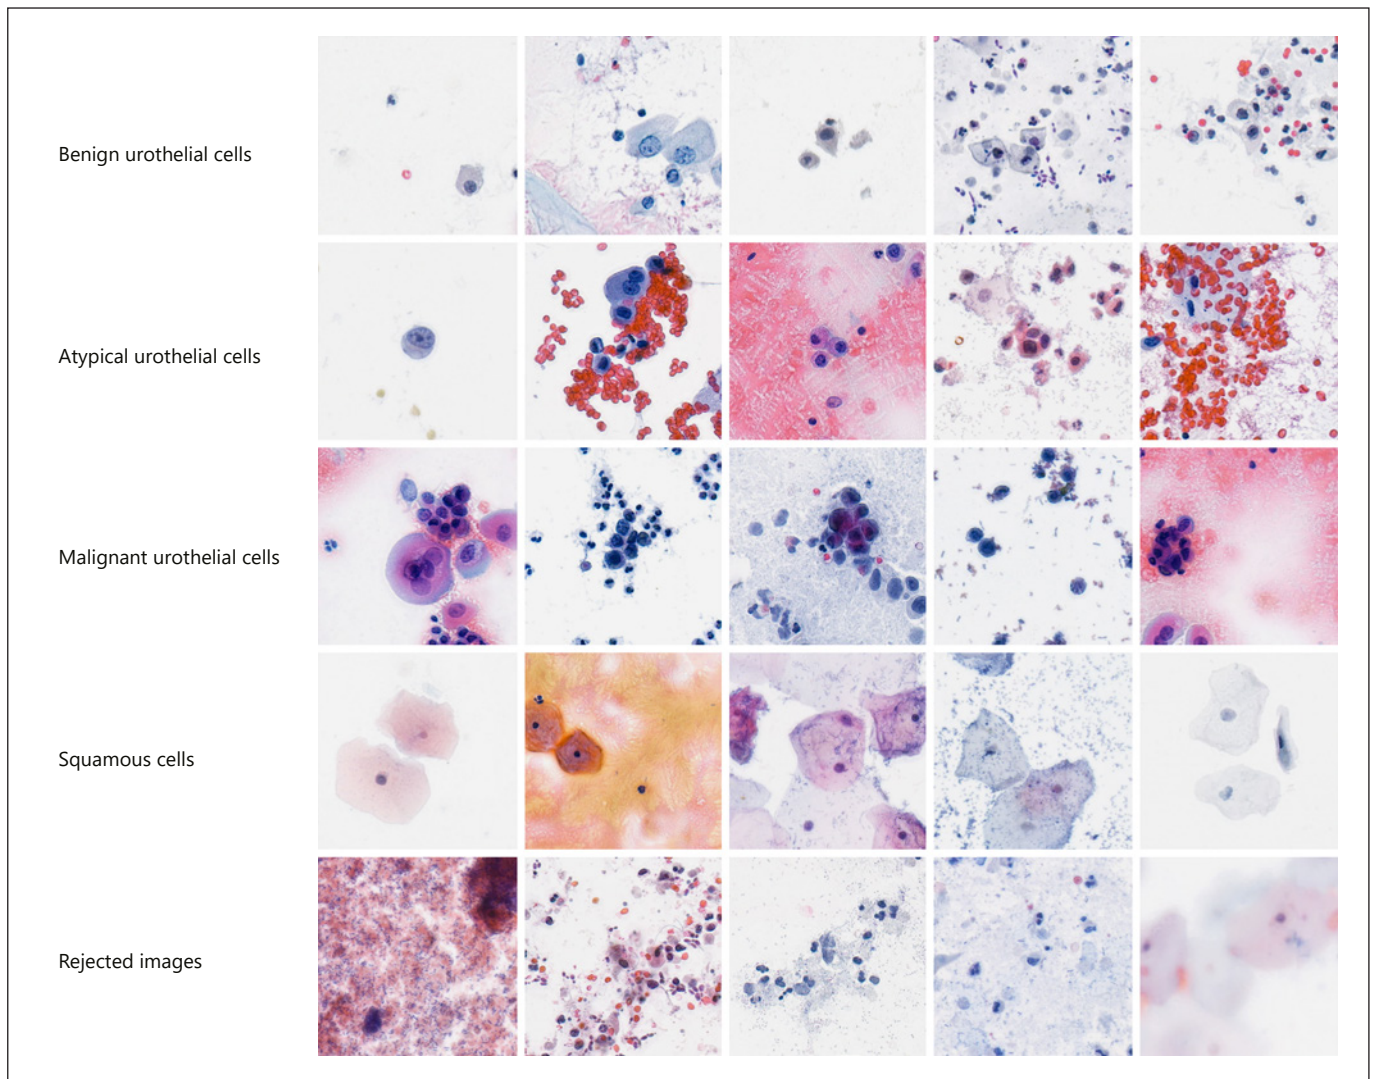 Benign urothelial cells
Atypical urothelial cells
Malignant urothelial cells
Squamous cells
Rejected images